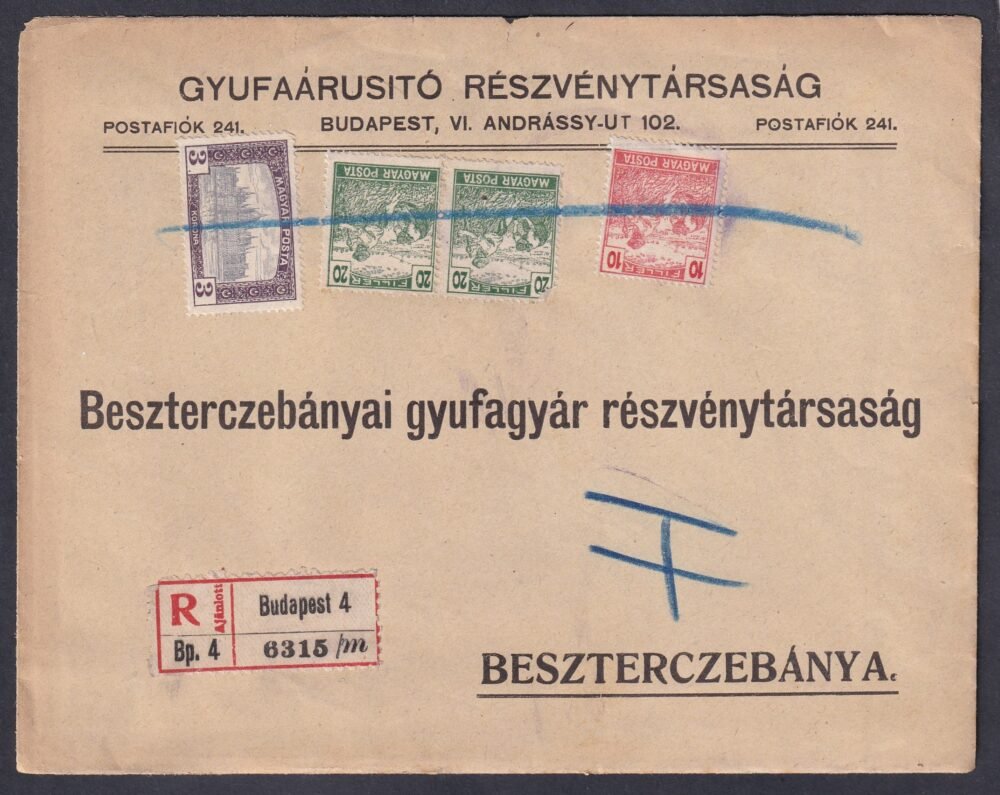 GYUFAÁRUSITÓ RÉSZVÉNYTÁRSASÁG
POSTAFIÓK 241. BUDAPEST, VI. ANDRÁSSY-UT 102. POSTAFIÓK 241.
3 MAGYAR POSTA KORONA 3
MAGYAR POSTA FILLÉR 20 20
MAGYAR POSTA FILLÉR 20 20
MAGYAR POSTA FILLÉR 10 10
Beszterczebányai gyufagyár részvénytársaság
R Ajánlott Budapest 4
Bp. 4 6315 /m
BESZTERCZEBÁNYA.